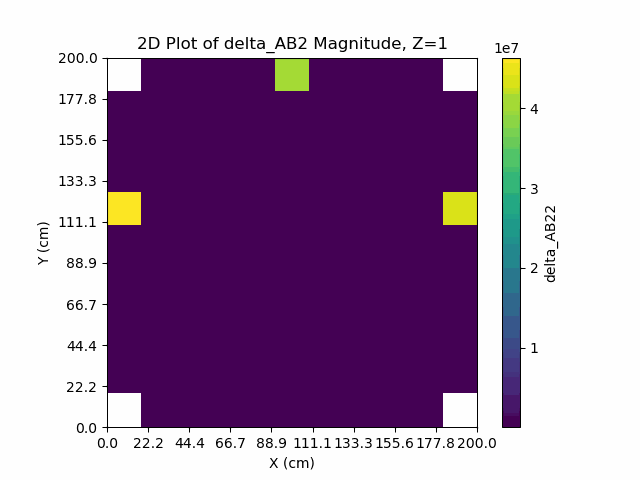 2D Plot of delta_AB2 Magnitude, Z=1
1e7
200.0
177.8
155.6
133.3
111.1
88.9
66.7
44.4
22.2
0.0
Y (cm)
4
3
2
1
delta_AB22
0.0 22.2 44.4 66.7 88.9 111.1 133.3 155.6 177.8 200.0
X (cm)